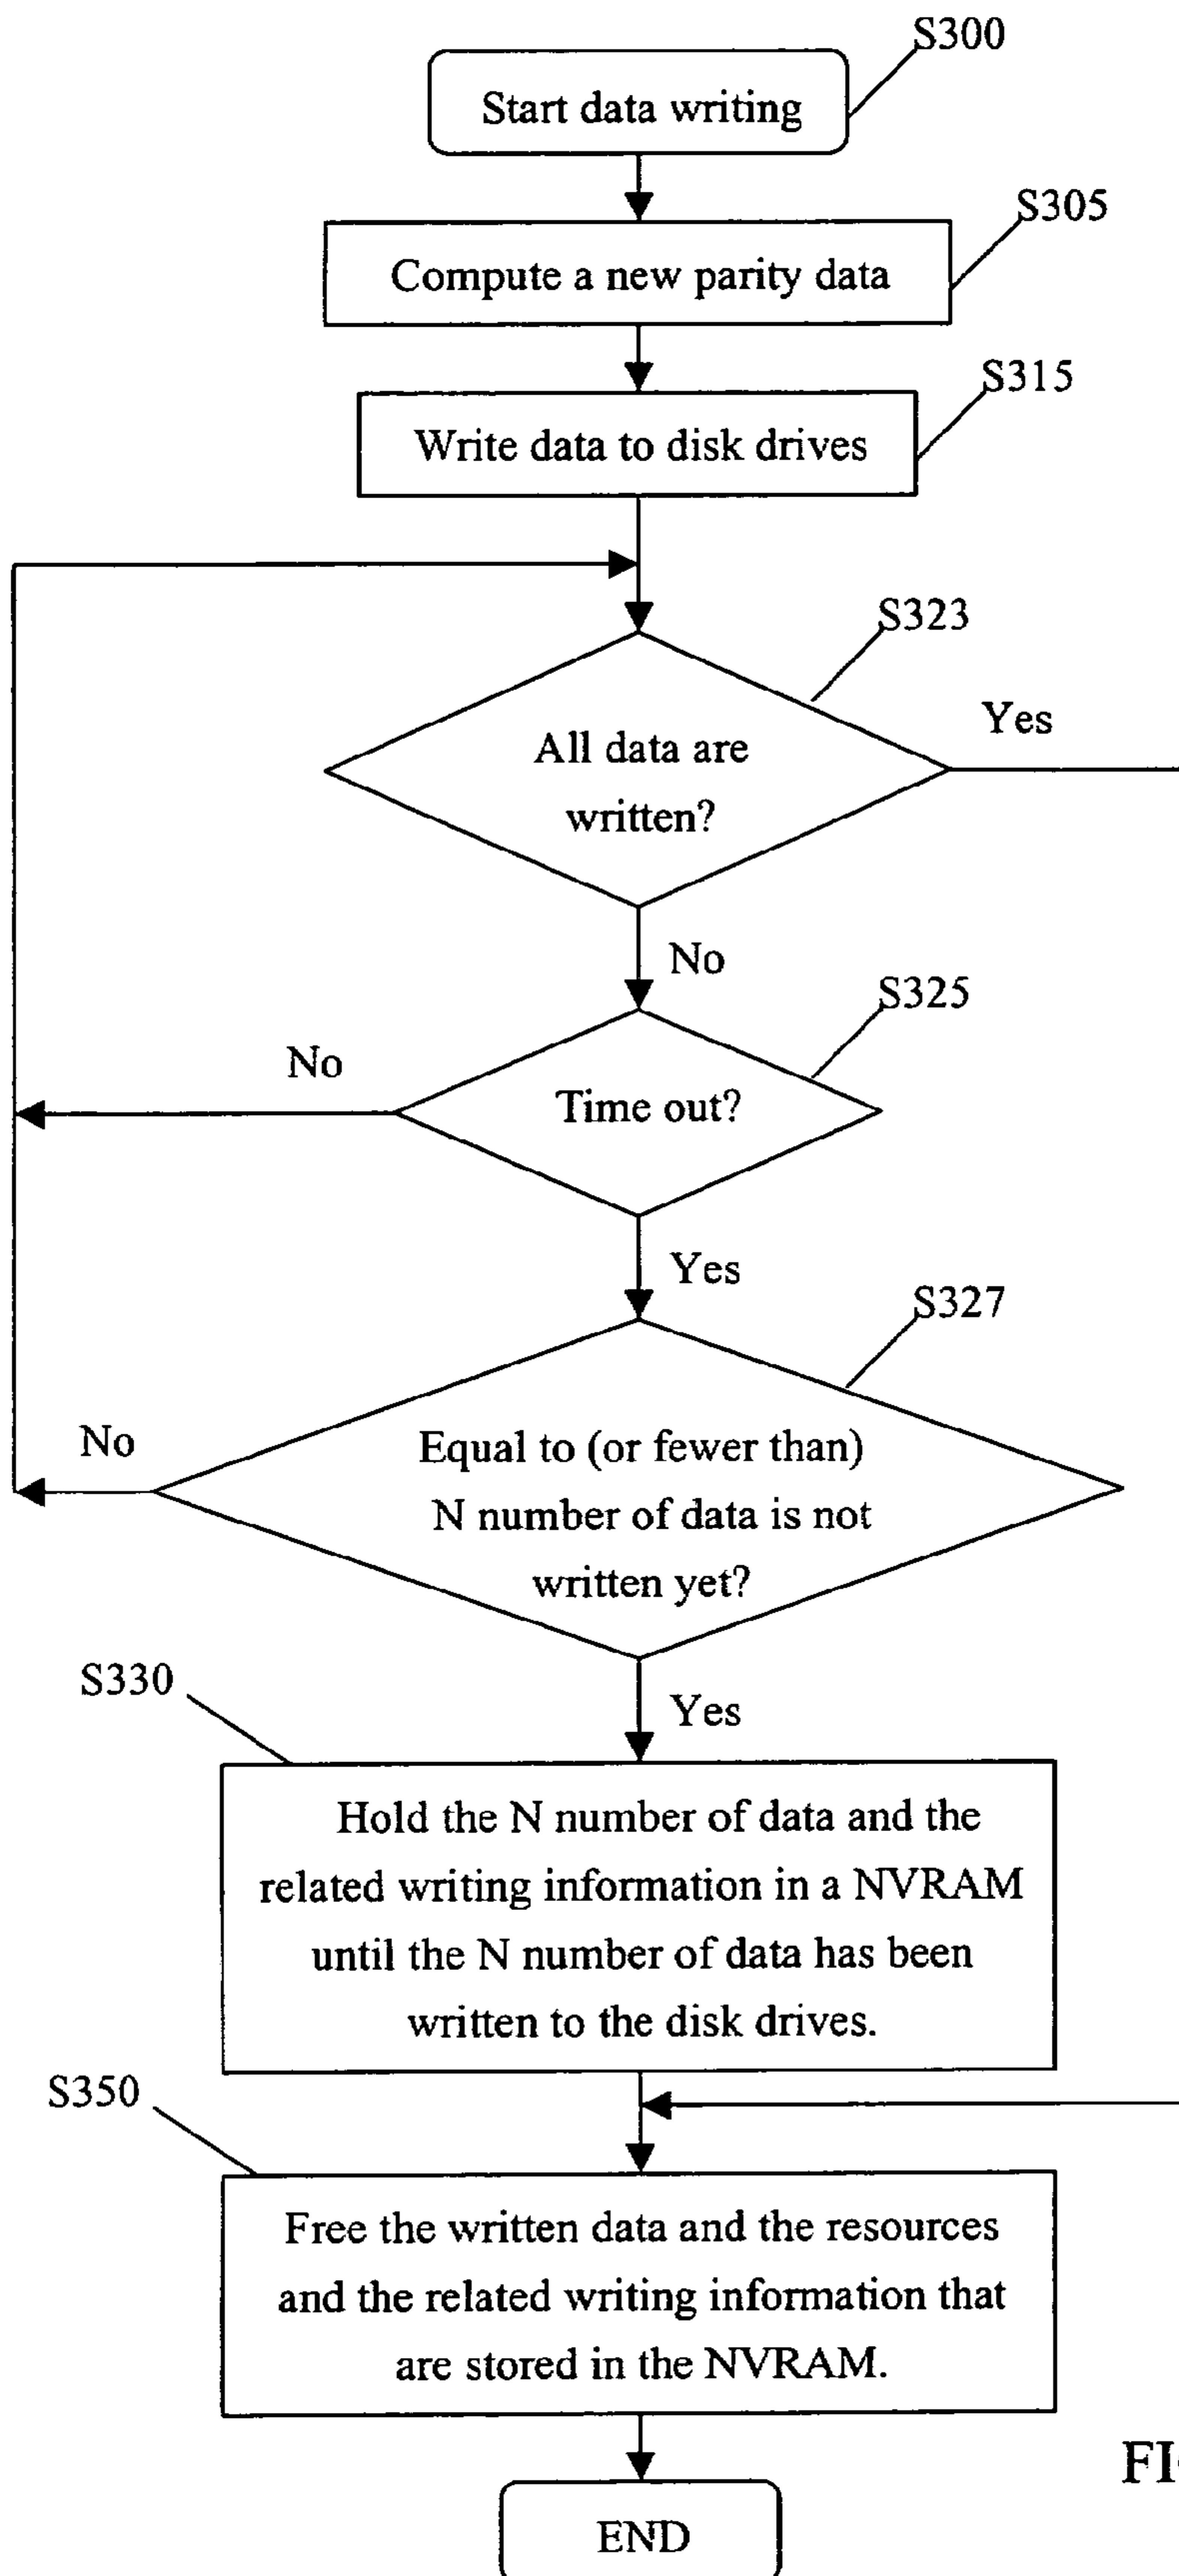 S300
Start data writing
S305
Compute a new parity data
S315
Write data to disk drives
S323
Yes
All data are
written?
No
S325
No
Time out?
Yes
S327
No
Equal to (or fewer than)
N number of data is not
written yet?
S330
Yes
Hold the N number of data and the
related writing information in a NVRAM
until the N number of data has been
written to the disk drives.
S350
Free the written data and the resources
and the related writing information that
are stored in the NVRAM.
END